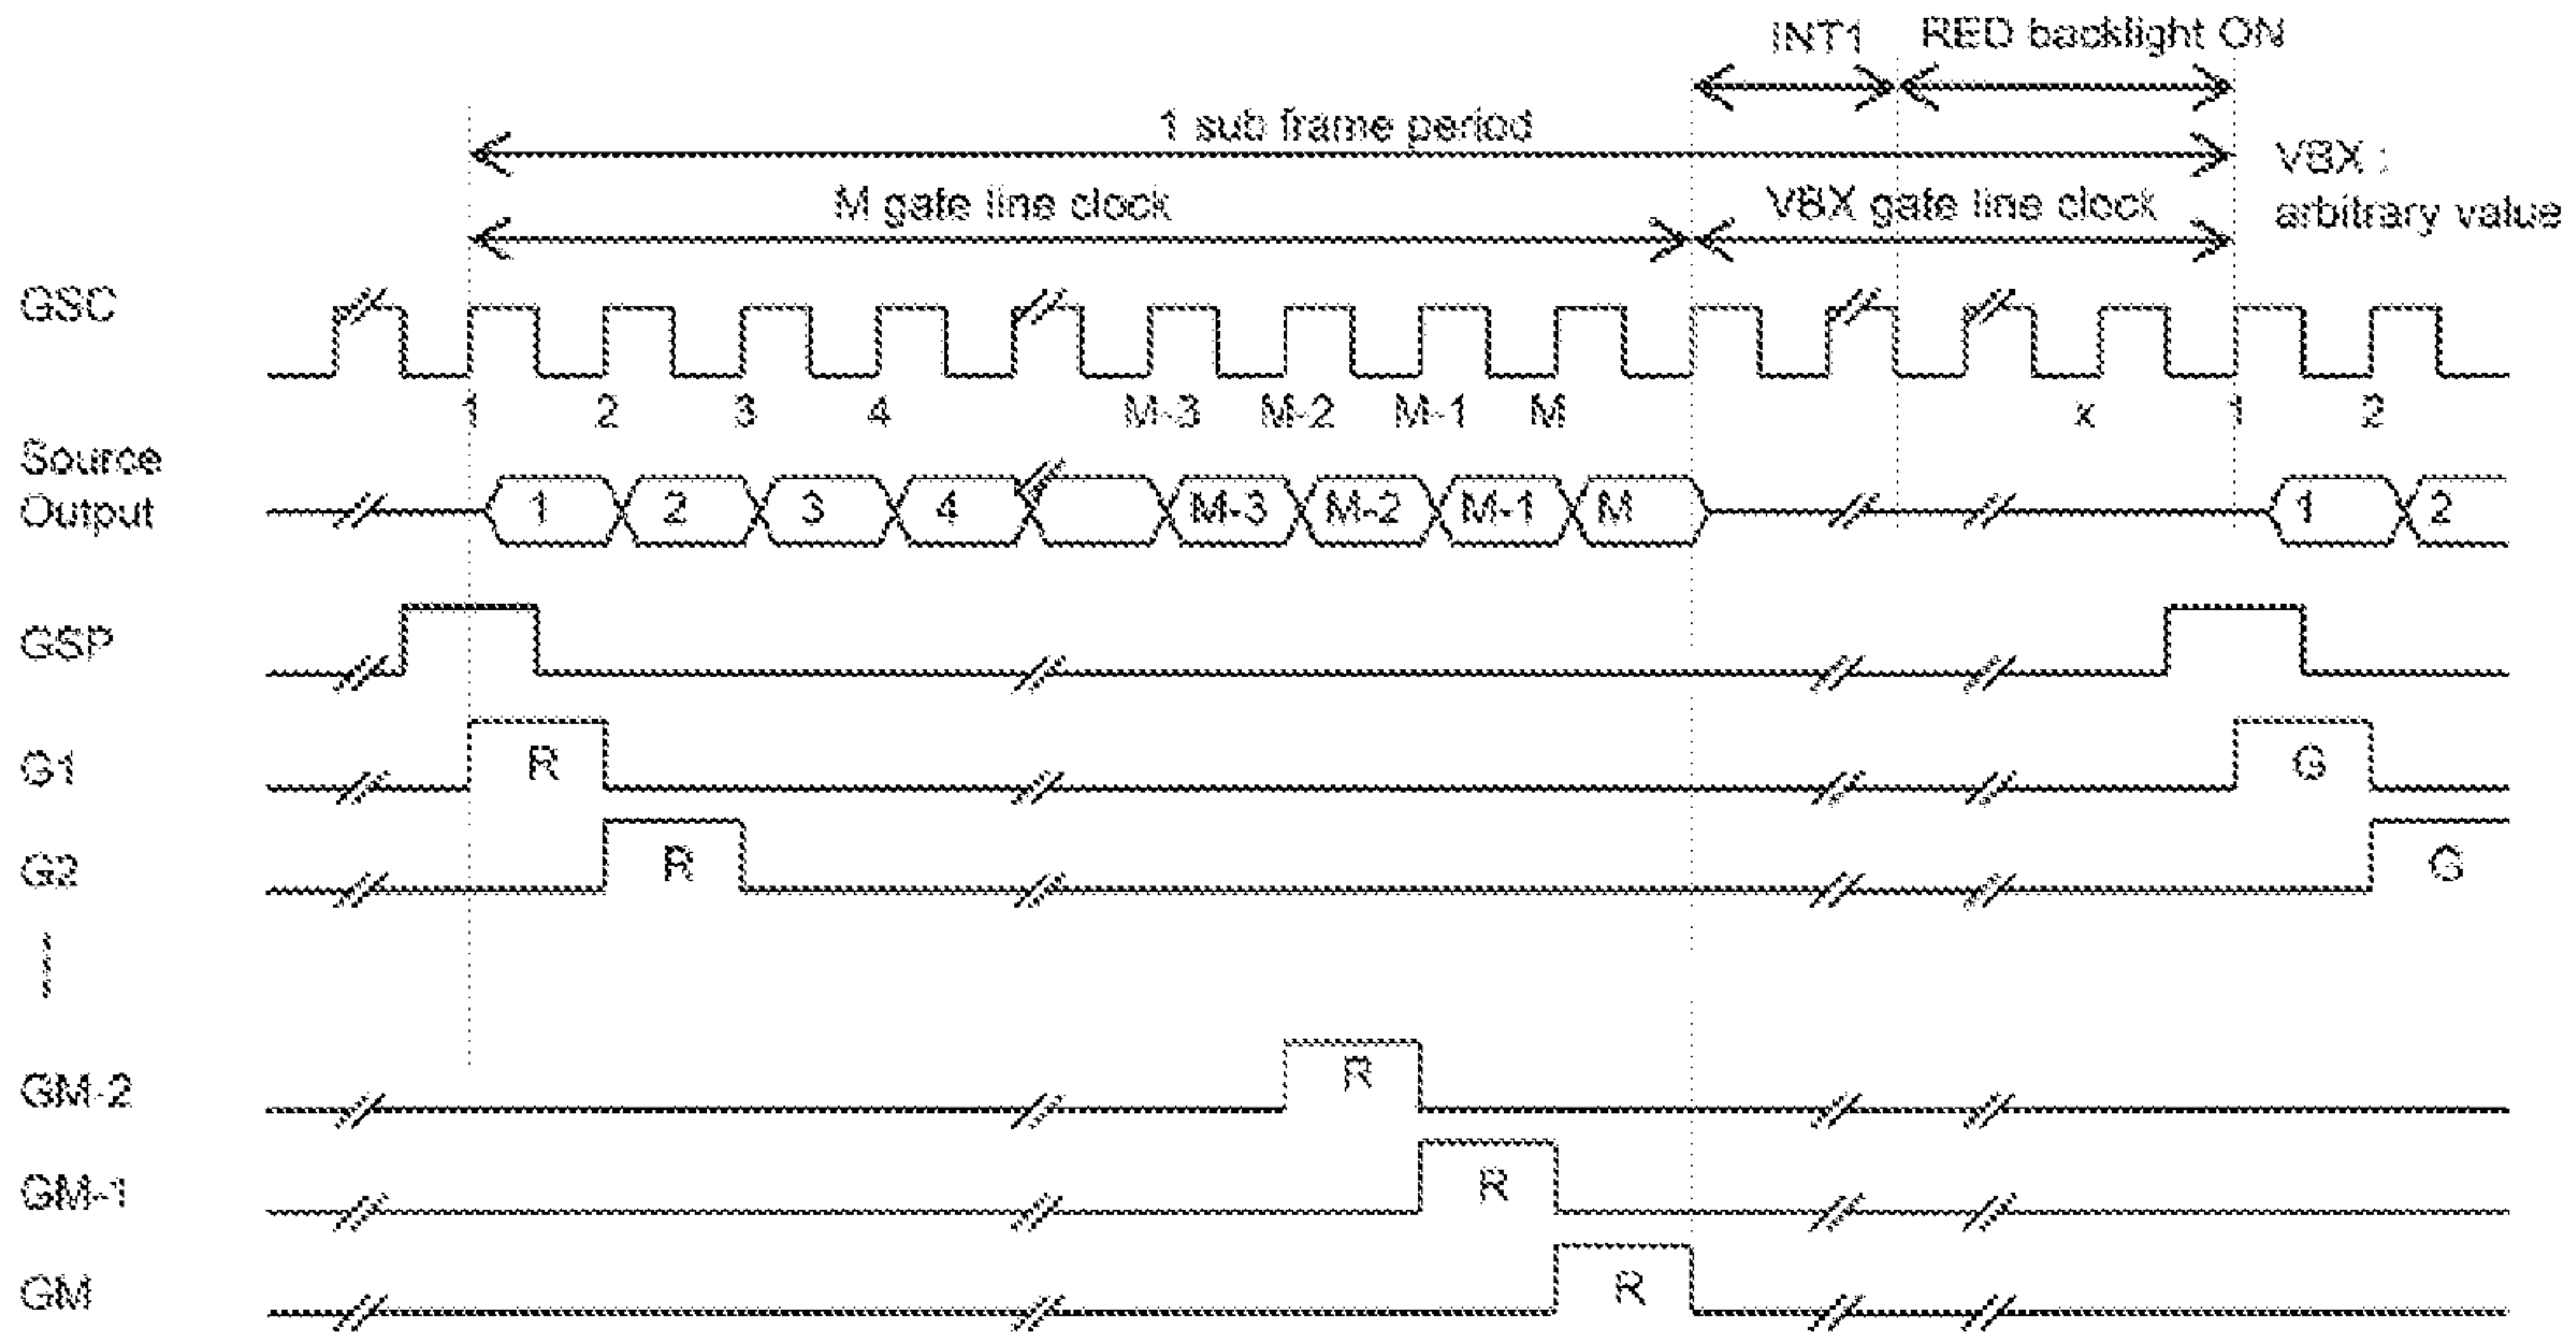 INT1 RED backlight ON
1 sub frame period
VBX :
M gate line clock VBX gate line clock
arbitrary value
GSC
1 2 3 4 M-3 M-2 M-1 M x 1 2
Source
Output
1 2 3 4 M-3 M-2 M-1 M 1 2
GSP
G1 R G
G2 R G
GM-2 R
GM-1 R
GM R